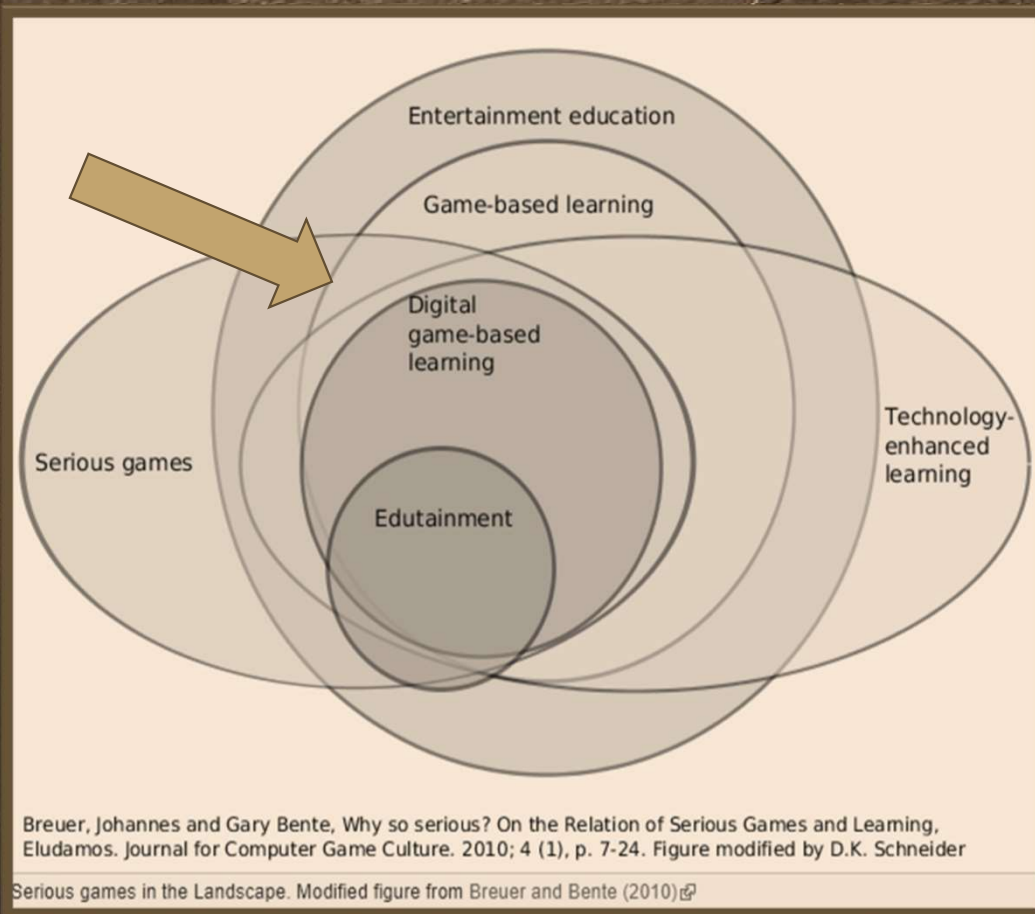 Entertainment education
Game-based learning
Digital
game-based
learning
Technology-
enhanced
learning
Serious games
Edutainment
Breuer, Johannes and Gary Bente, Why so serious? On the Relation of Serious Games and Learning,
Eludamos. Journal for Computer Game Culture. 2010; 4 (1), p. 7-24. Figure modified by D.K. Schneider
Serious games in the Landscape. Modified figure from Breuer and Bente (2010)